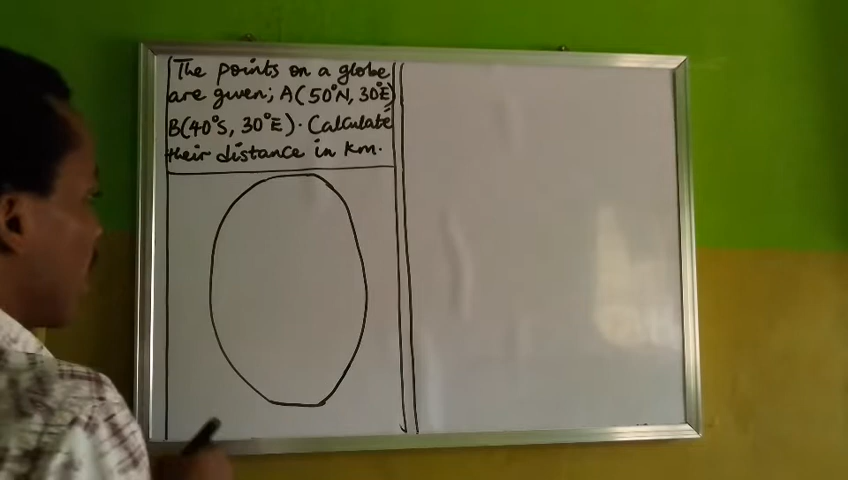 The points on a globe
are given; A(50°N, 30°E)
B(40°S, 30°E). Calculate
their distance in km.